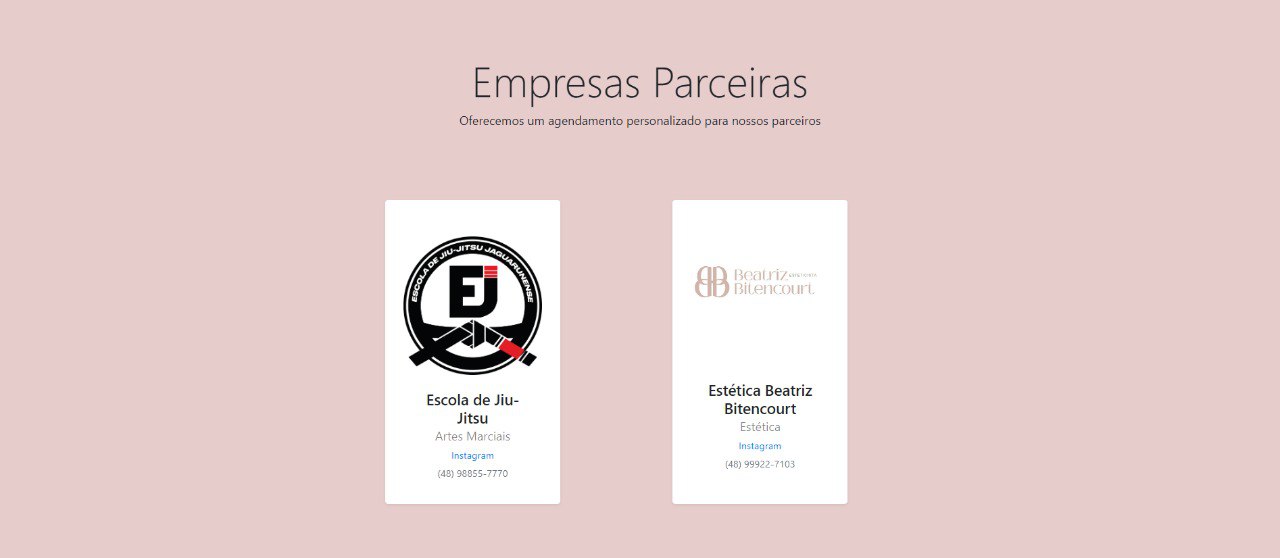 Empresas Parceiras
Oferecemos um agendamento personalizado para nossos parceiros
ESCOLA DE JIU-JITSU JAGUARUNENSE
EJ
Escola de Jiu-
Jitsu
Artes Marciais
Instagram
(48) 98855-7770
BB Beatriz
Bitencourt
Estética Beatriz
Bitencourt
Estética
Instagram
(48) 99922-7103